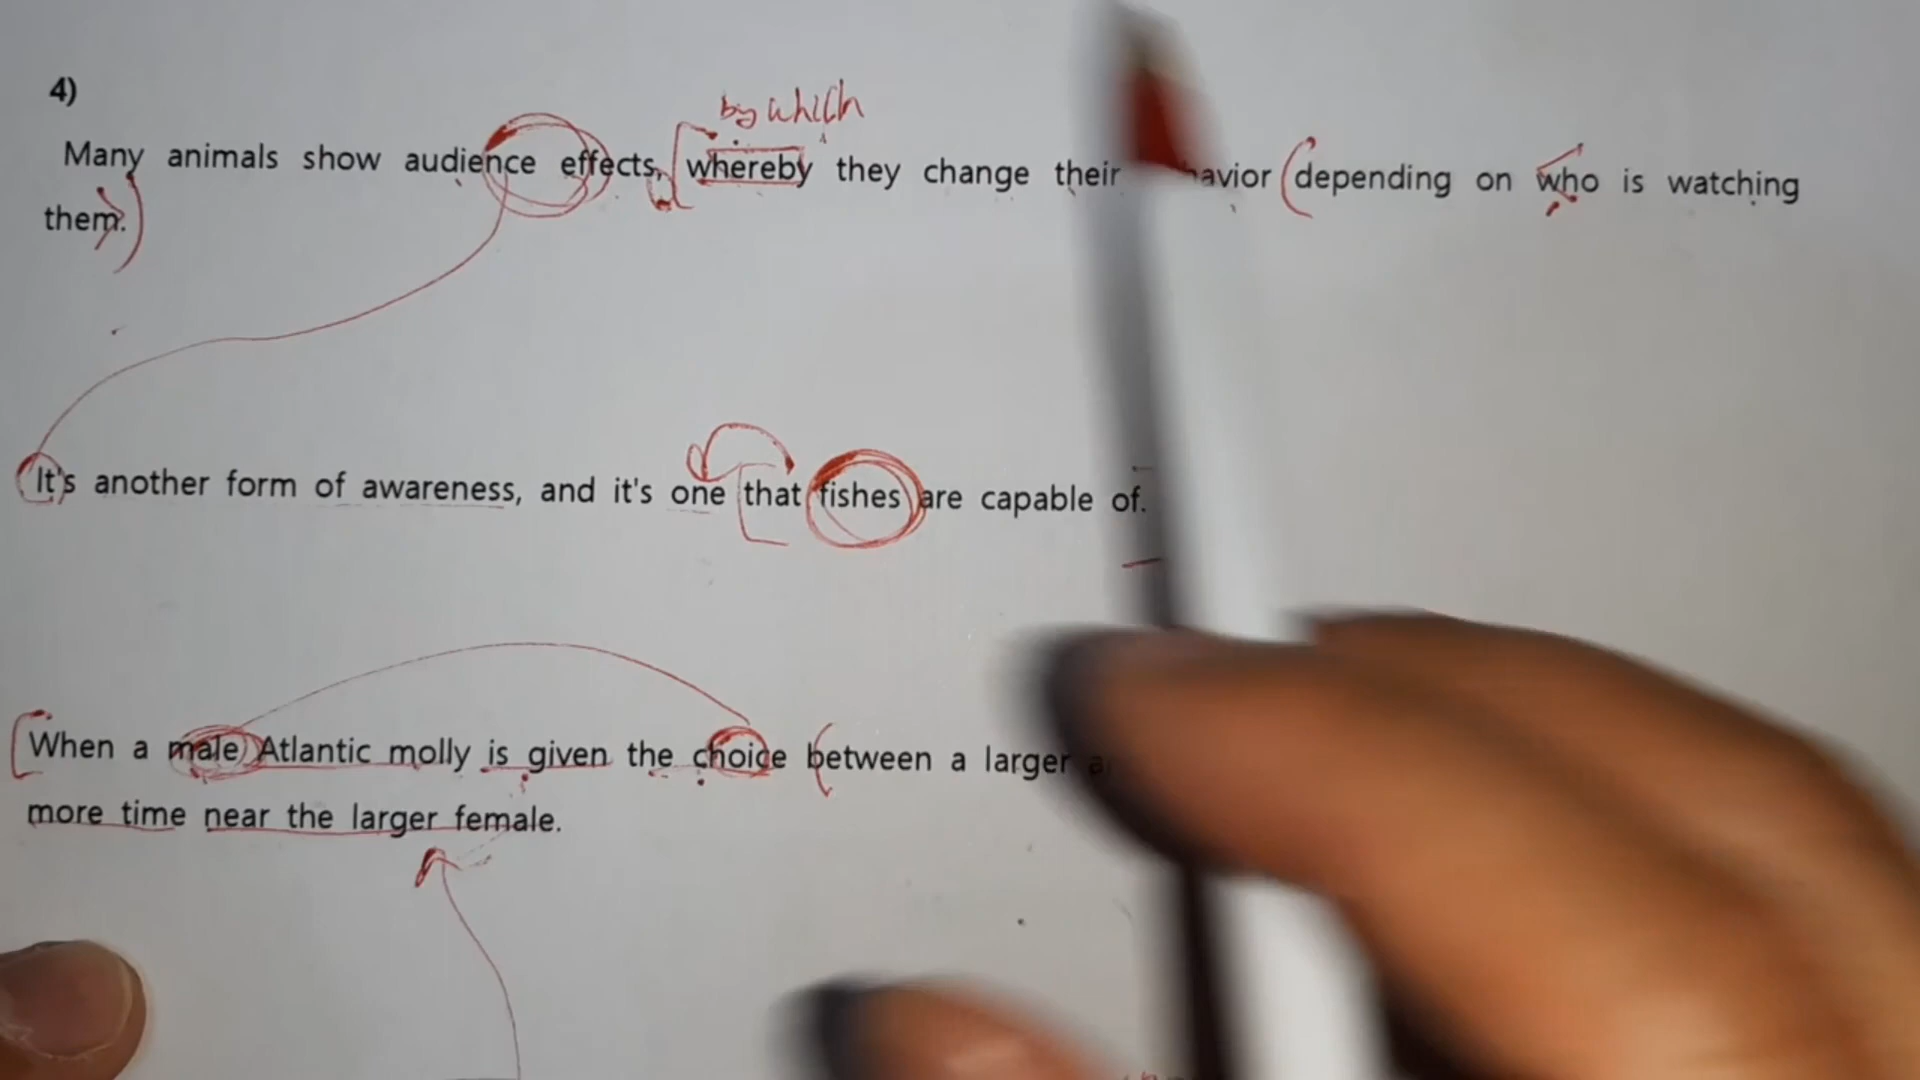 4)
by which
Many animals show audience effects, whereby they change their depending on who is watching
them.
It's another form of awareness, and it's one that fishes are capable of.
When a male Atlantic molly is given the choice between a larger
more time near the larger female.